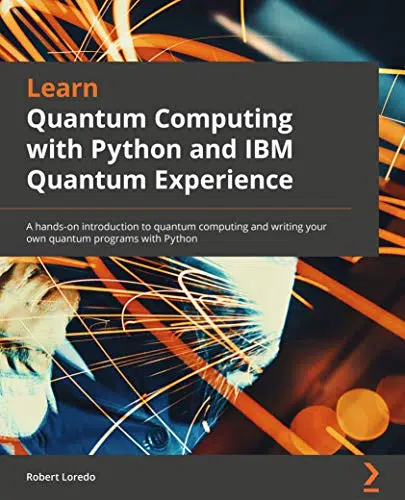 Learn
Quantum Computing
with Python and IBM
Quantum Experience
A hands-on introduction to quantum computing and writing your
own quantum programs with Python
Robert Loredo